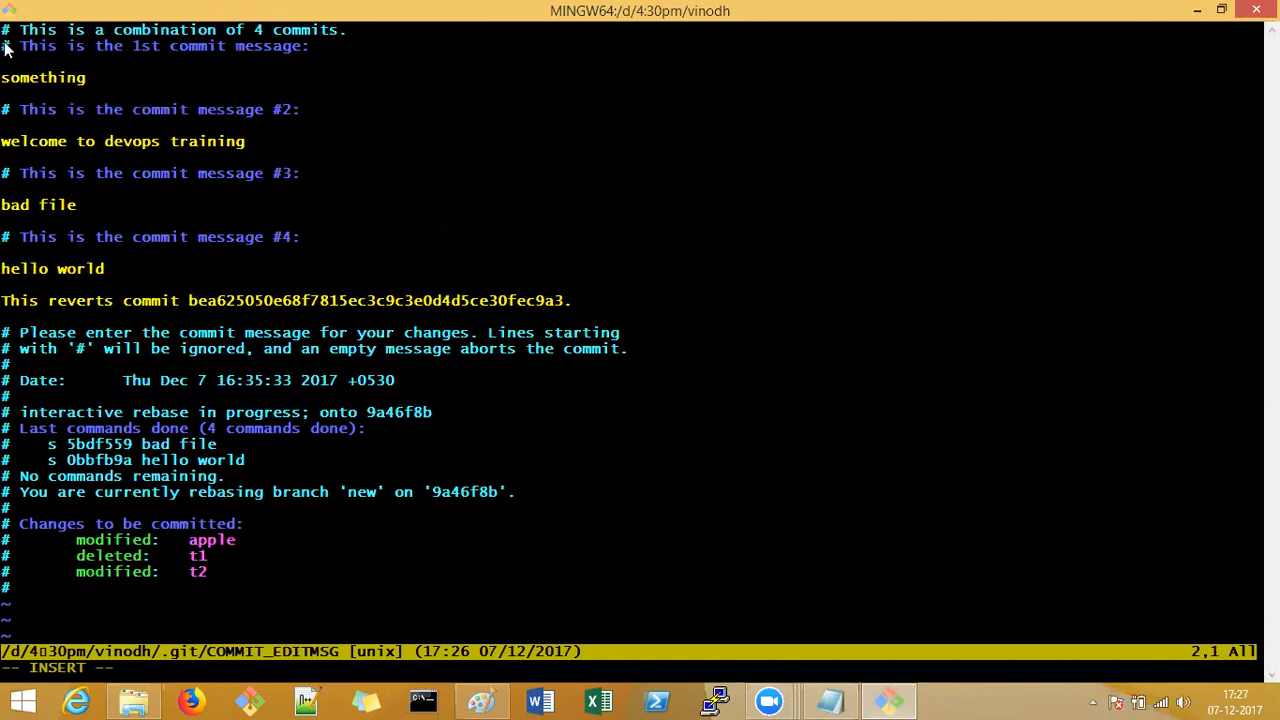 MINGW64:/d/4:30pm/vinodh
# This is a combination of 4 commits.
# This is the 1st commit message:
something
# This is the commit message #2:
welcome to devops training
# This is the commit message #3:
bad file
# This is the commit message #4:
hello world
This reverts commit bea625050e68f7815ec3c9c3e0d4d5ce30fec9a3.
# Please enter the commit message for your changes. Lines starting
# with '#' will be ignored, and an empty message aborts the commit.
#
# Date:      Thu Dec 7 16:35:33 2017 +0530
#
# interactive rebase in progress; onto 9a46f8b
# Last commands done (4 commands done):
#    s 5bdf559 bad file
#    s 0bbfb9a hello world
# No commands remaining.
# You are currently rebasing branch 'new' on '9a46f8b'.
#
# Changes to be committed:
#       modified:   apple
#       deleted:    t1
#       modified:   t2
#
~
~
~
/d/4▯30pm/vinodh/.git/COMMIT_EDITMSG [unix] (17:26 07/12/2017) 2,1 All
-- INSERT --
17:27
07-12-2017